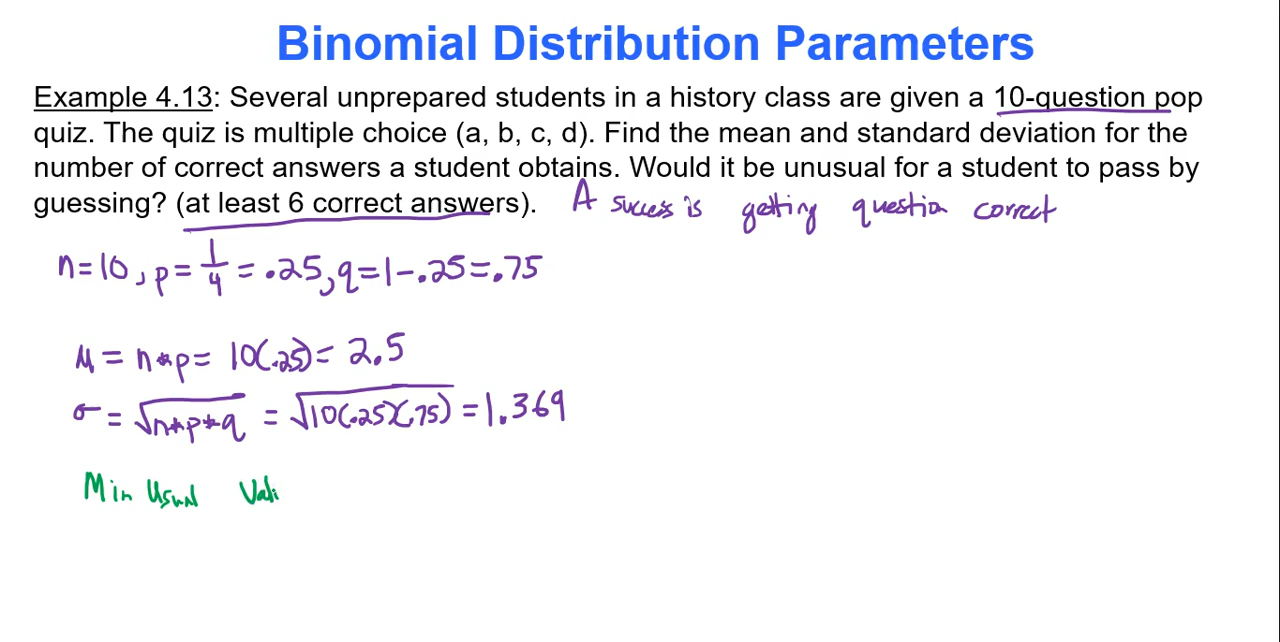 Binomial Distribution Parameters
Example 4.13: Several unprepared students in a history class are given a 10-question pop
quiz. The quiz is multiple choice (a, b, c, d). Find the mean and standard deviation for the
number of correct answers a student obtains. Would it be unusual for a student to pass by
guessing? (at least 6 correct answers). A success is getting question correct
n=10, p= 1/4 = .25, q=1-.25=.75
μ = n*p= 10(.25)= 2.5
σ = √n*p*q = √10(.25)(.75) = 1.369
Min Usual Valu